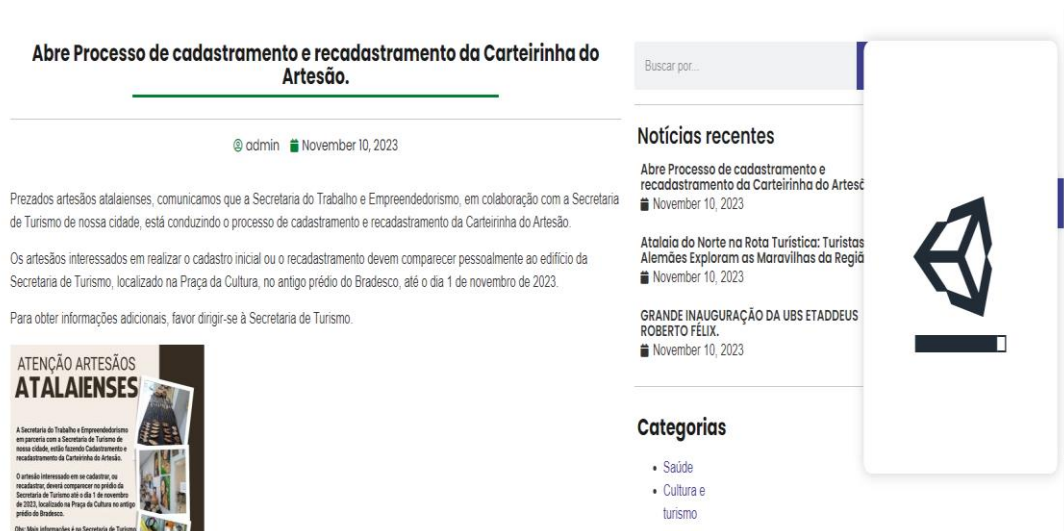 Abre Processo de cadastramento e recadastramento da Carteirinha do
Artesão.
admin November 10, 2023
Prezados artesãos atalaienses, comunicamos que a Secretaria do Trabalho e Empreendedorismo, em colaboração com a Secretaria
de Turismo de nossa cidade, está conduzindo o processo de cadastramento e recadastramento da Carteirinha do Artesão.
Os artesãos interessados em realizar o cadastro inicial ou o recadastramento devem comparecer pessoalmente ao edifício da
Secretaria de Turismo, localizado na Praça da Cultura, no antigo prédio do Bradesco, até o dia 1 de novembro de 2023.
Para obter informações adicionais, favor dirigir-se à Secretaria de Turismo.
ATENÇÃO ARTESÃOS
ATALAIENSES
A Secretaria do Trabalho e Empreendedorismo
em parceria com a Secretaria de Turismo de
nossa cidade, estão fazendo Cadastramento e
recadastramento da Carteirinha do Artesão.
O artesão interessado em se cadastrar, ou
recadastrar, deverá comparecer no prédio da
Secretaria de Turismo até o dia 1 de novembro
de 2023, localizado na Praça da Cultura no antigo
prédio do Bradesco.
Obs: Mais informações é na Secretaria de Turismo
Buscar por...
Notícias recentes
Abre Processo de cadastramento e
recadastramento da Carteirinha do Artesã
November 10, 2023
Atalaia do Norte na Rota Turística: Turistas
Alemães Exploram as Maravilhas da Regiã
November 10, 2023
GRANDE INAUGURAÇÃO DA UBS ETADDEUS
ROBERTO FÉLIX.
November 10, 2023
Categorias
Saúde
Cultura e
turismo